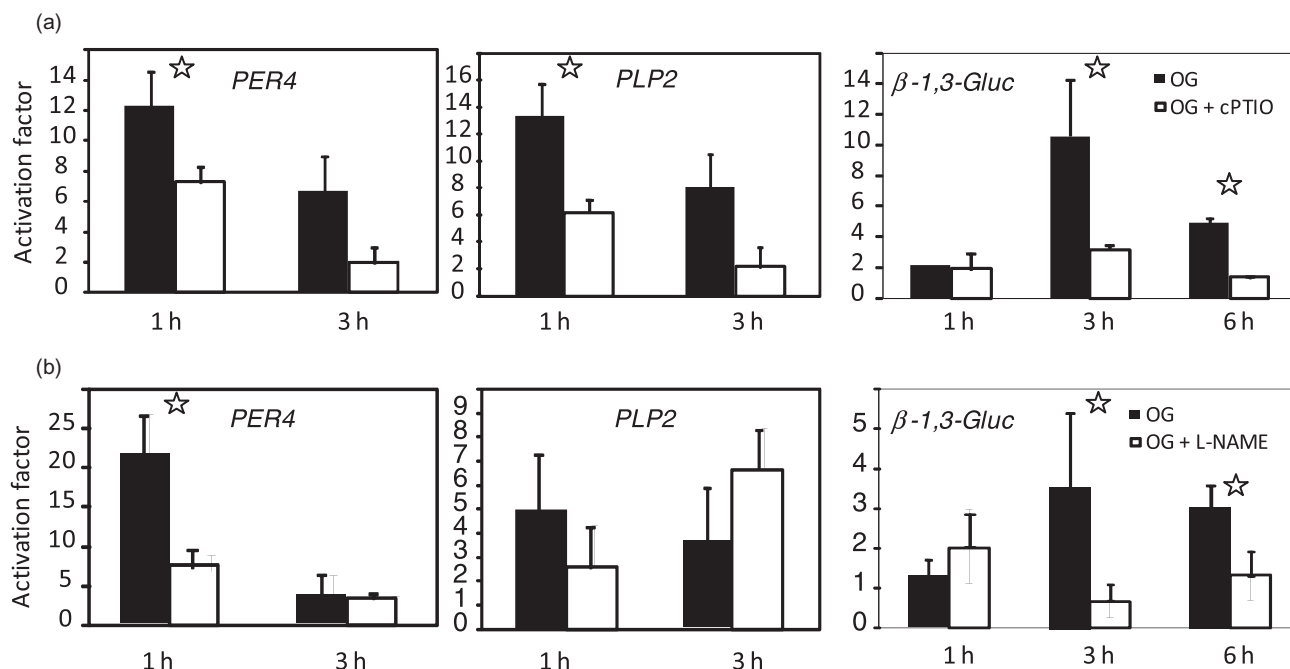 (a)
Activation factor
14
12
10
8
6
4
2
0
PER4
1 h
3 h
16
14
12
10
8
6
4
2
0
PLP2
1 h
3 h
14
12
10
8
6
4
2
0
β-1,3-Gluc
OG
OG + cPTIO
1 h
3 h
6 h
(b)
Activation factor
25
20
15
10
5
0
PER4
1 h
3 h
9
8
7
6
5
4
3
2
1
0
PLP2
1 h
3 h
5
4
3
2
1
0
β-1,3-Gluc
OG
OG + L-NAME
1 h
3 h
6 h